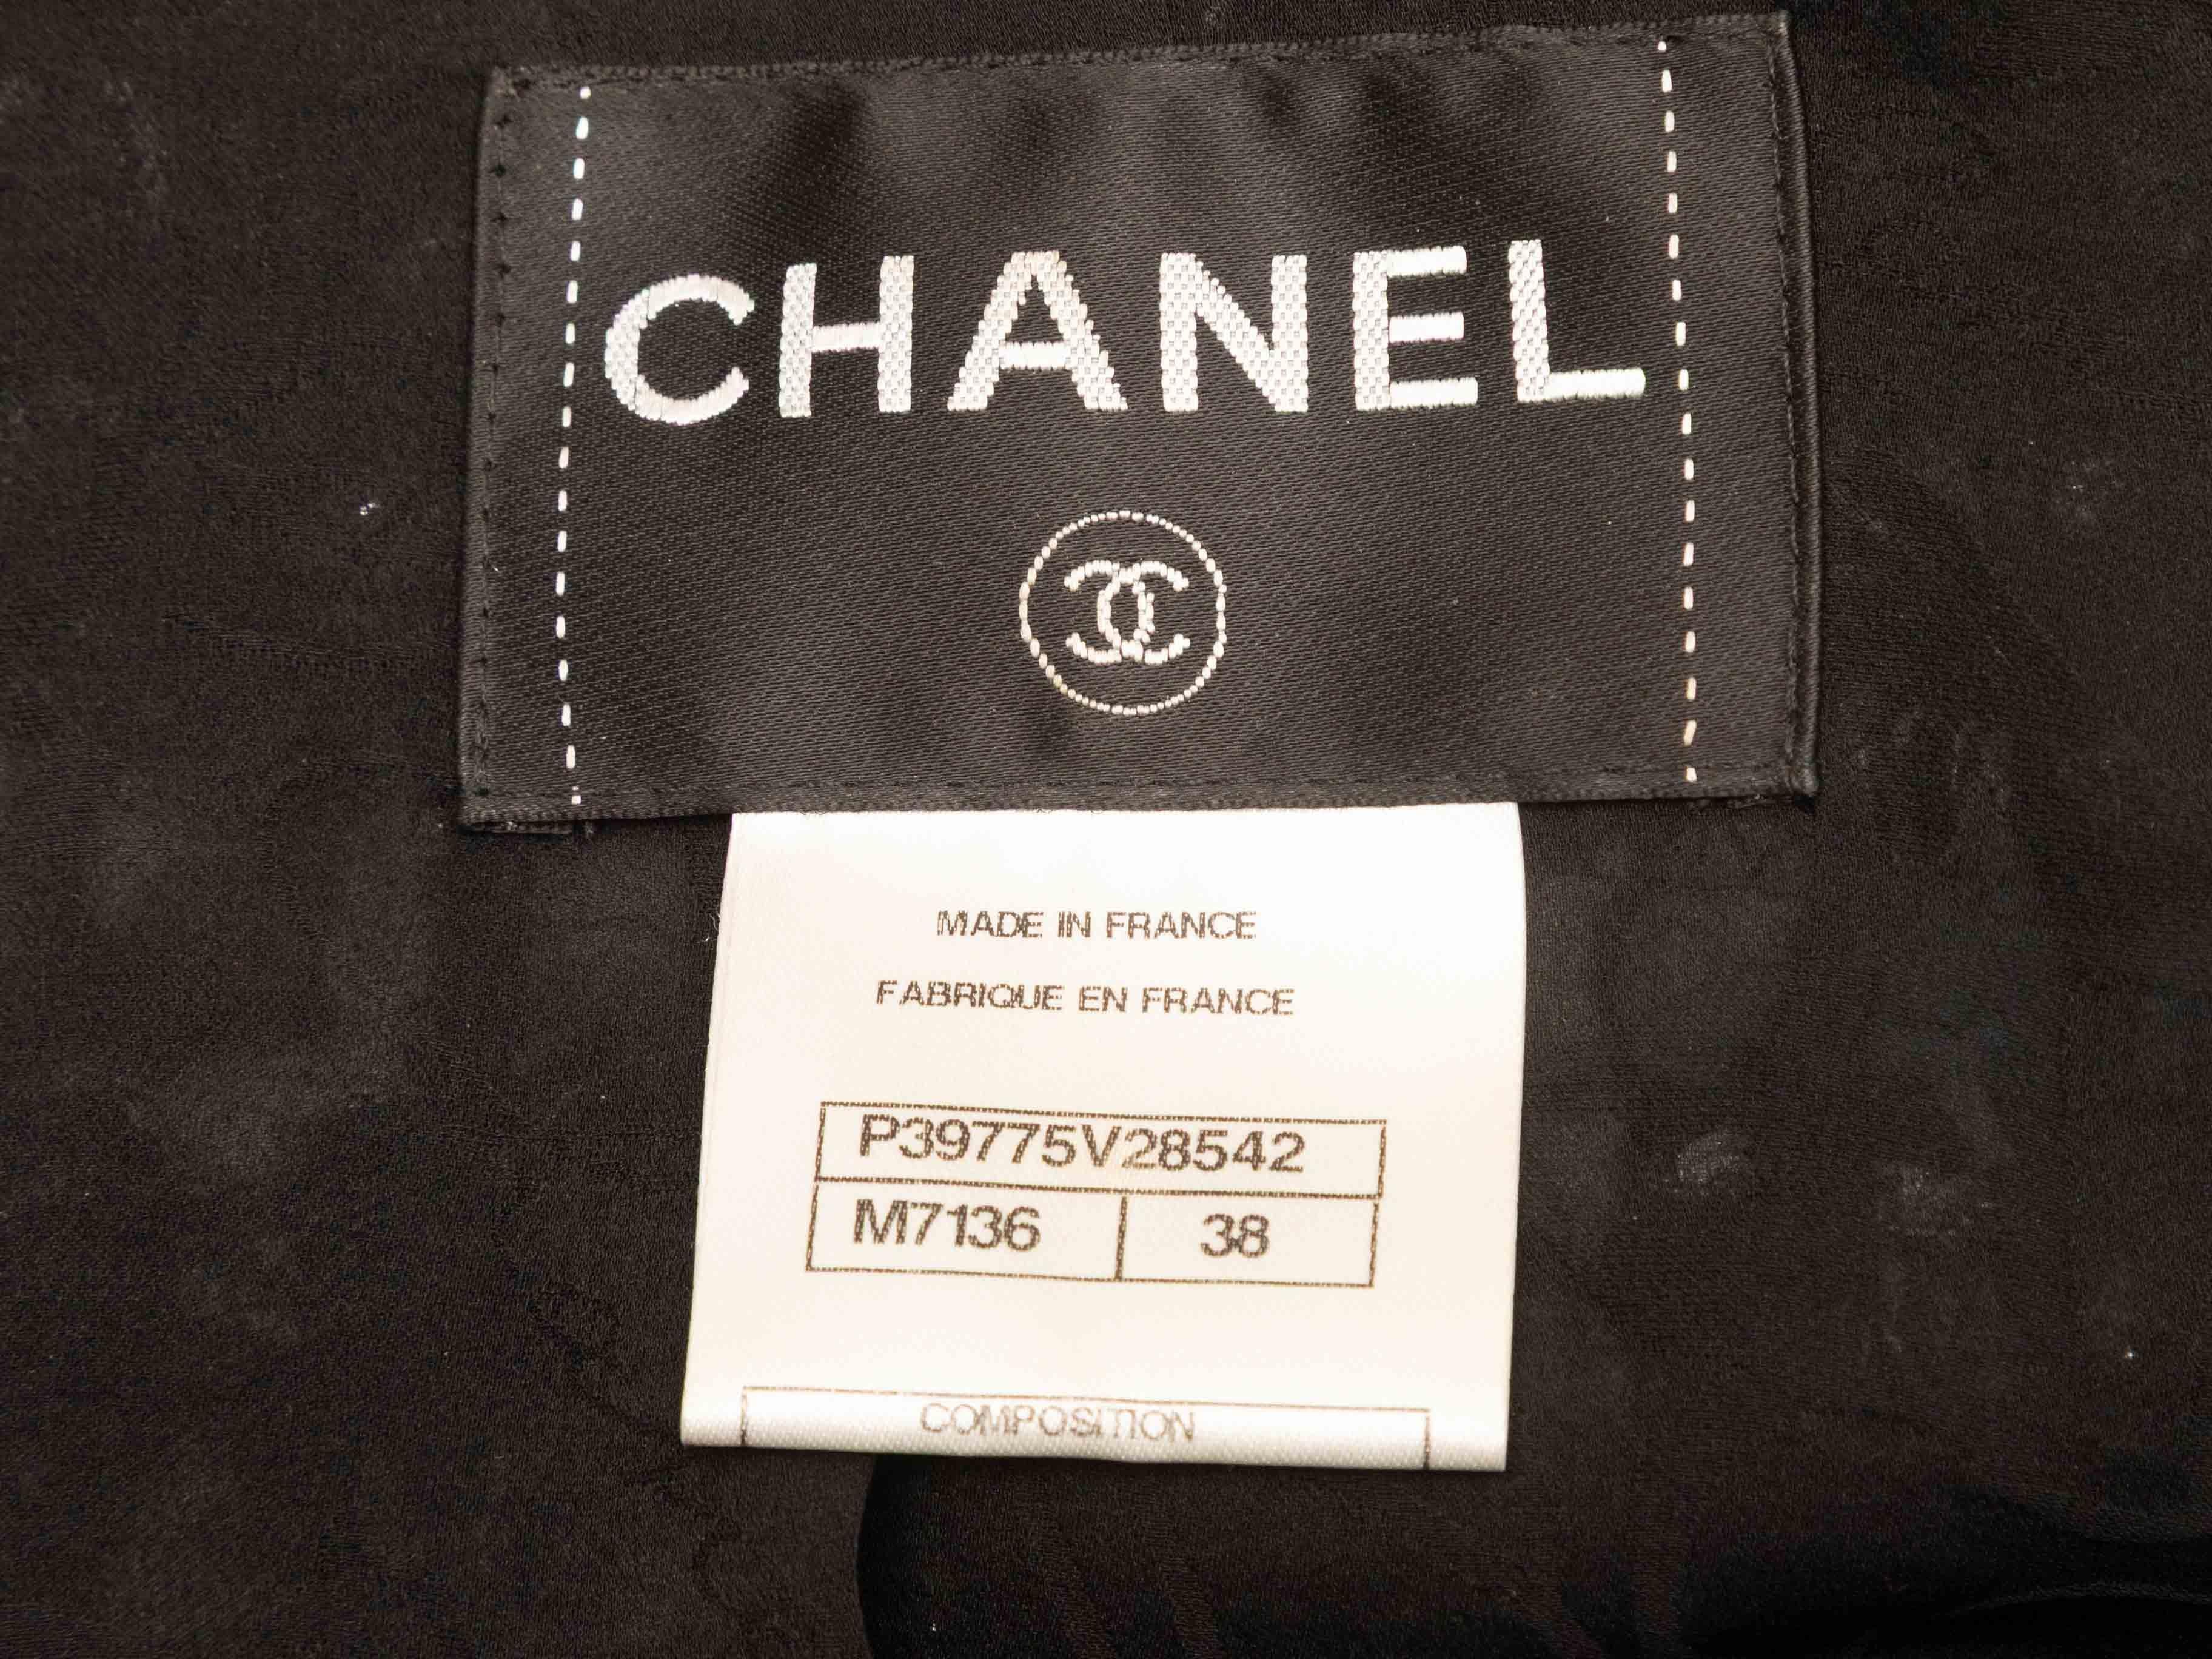 CHANEL
MADE IN FRANCE
FABRIQUE EN FRANCE
P39775V28542
M7136 38
COMPOSITION